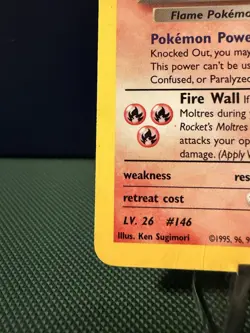 Flame Pokémo
Pokémon Powe
Knocked Out, you may
This power can't be us
Confused, or Paralyzed
Fire Wall If
Moltres during
Rocket's Moltres
attacks your op
damage. (Apply
weakness
res
retreat cost
LV. 26 #146
Illus. Ken Sugimori
©1995, 96, 9